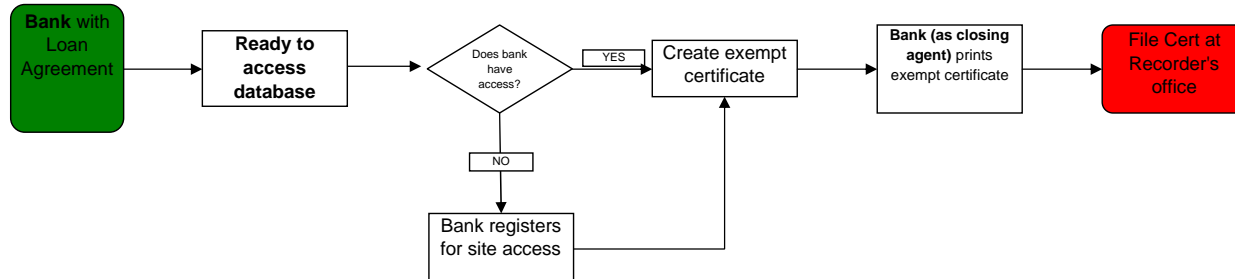 Bank with
Loan
Agreement
Ready to
access
database
Does bank
have
access?
YES
Create exempt
certificate
Bank (as closing
agent) prints
exempt certificate
File Cert at
Recorder's
office
NO
Bank registers
for site access